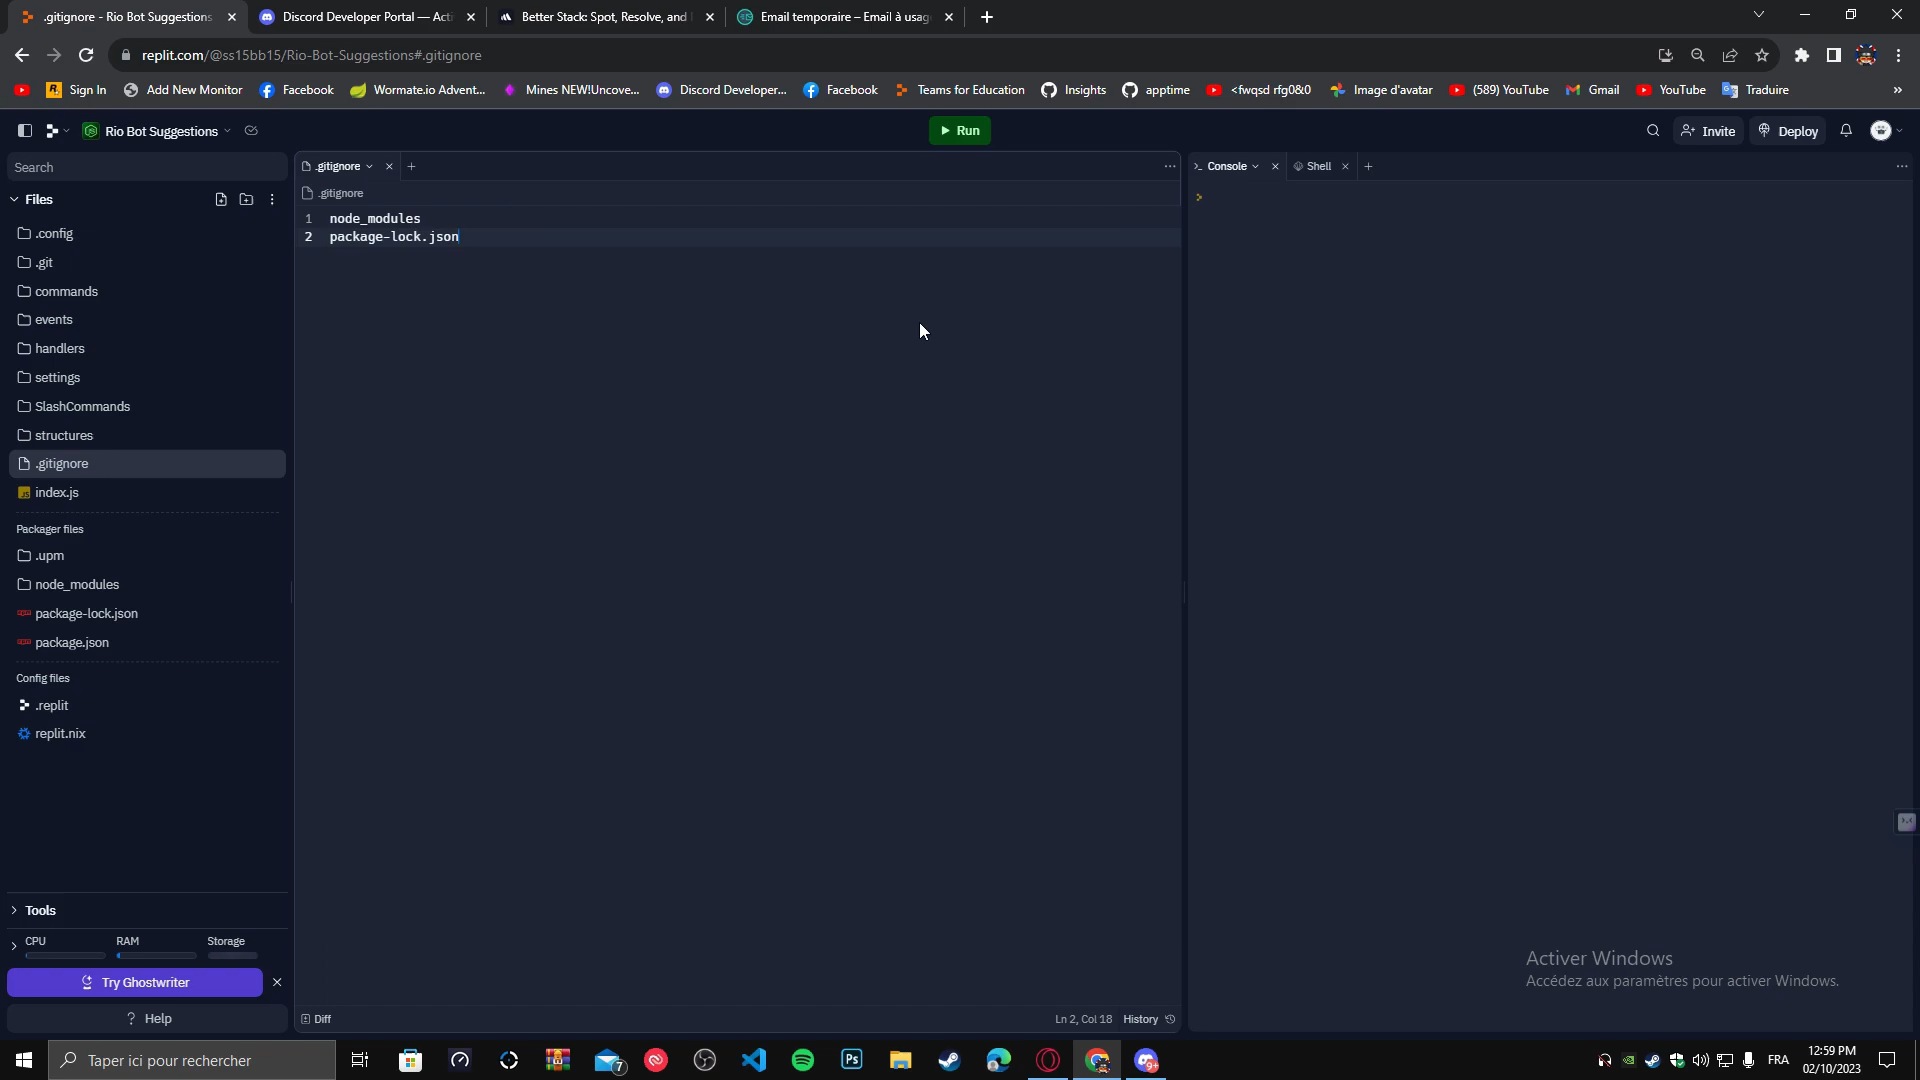 .gitignore - Rio Bot Suggestions
Discord Developer Portal — Acti
Better Stack: Spot, Resolve, and
Email temporaire – Email à usag
replit.com/@ss15bb15/Rio-Bot-Suggestions#.gitignore
Sign In
Add New Monitor
Facebook
Wormate.io Advent...
Mines NEW!Uncove...
Discord Developer...
Facebook
Teams for Education
Insights
apptime
<fwqsd rfg0&0
Image d'avatar
(589) YouTube
Gmail
YouTube
Traduire
»
Rio Bot Suggestions
Run
Invite
Deploy
Search
.gitignore
Console
Shell
Files
.gitignore
1 node_modules
2 package-lock.json
.config
.git
commands
events
handlers
settings
SlashCommands
structures
.gitignore
index.js
Packager files
.upm
node_modules
package-lock.json
package.json
Config files
.replit
replit.nix
Tools
CPU
RAM
Storage
Try Ghostwriter
? Help
Diff
Ln 2, Col 18
History
Activer Windows
Accédez aux paramètres pour activer Windows.
Taper ici pour rechercher
7
Ps
9+
FRA
12:59 PM
02/10/2023